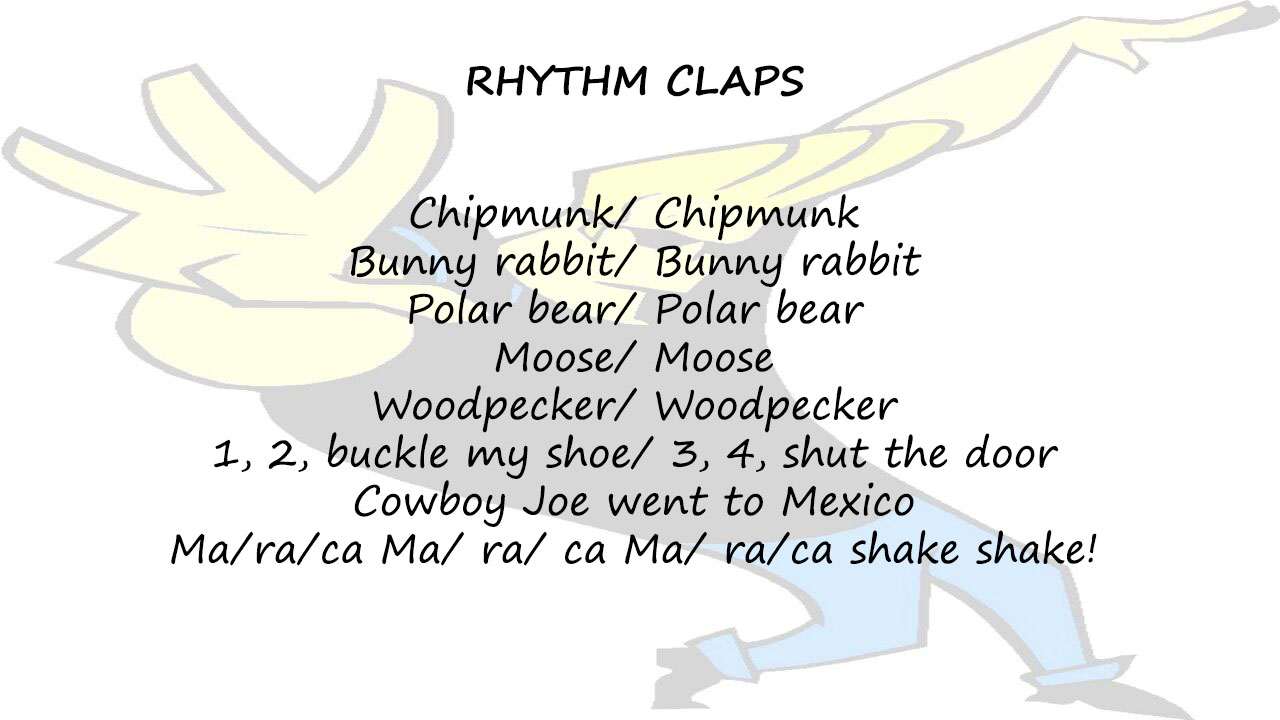 RHYTHM CLAPS
Chipmunk/ Chipmunk
Bunny rabbit/ Bunny rabbit
Polar bear/ Polar bear
Moose/ Moose
Woodpecker/ Woodpecker
1, 2, buckle my shoe/ 3, 4, shut the door
Cowboy Joe went to Mexico
Ma/ra/ca Ma/ ra/ ca Ma/ ra/ca shake shake!